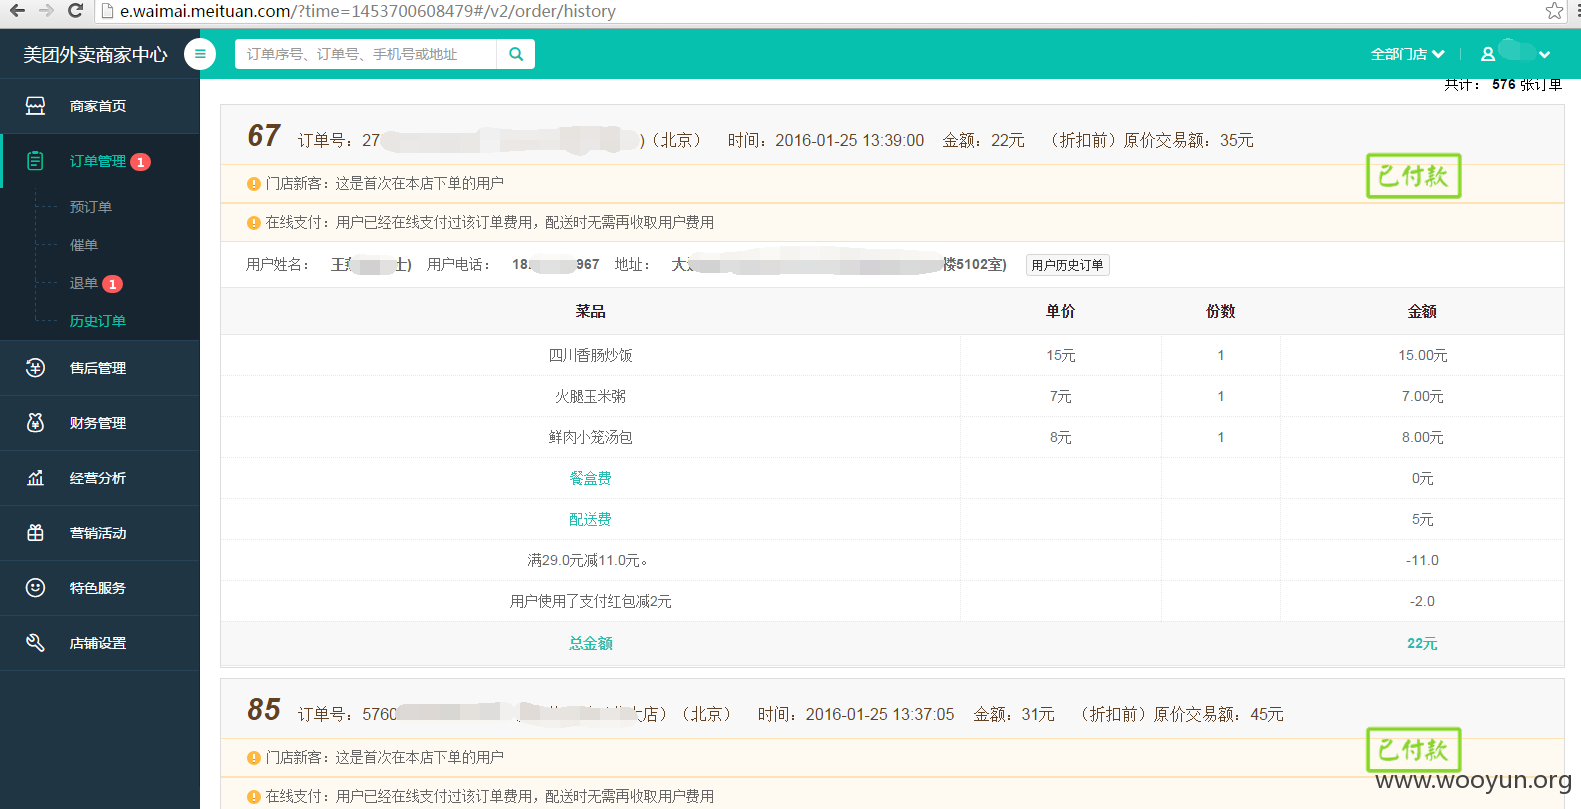 e.waimai.meituan.com/?time=1453700608479#/v2/order/history
美团外卖商家中心
订单序号、订单号、手机号或地址
全部门店
共计： 576 张订单
商家首页
订单管理 1
预订单
催单
退单 1
历史订单
售后管理
财务管理
经营分析
营销活动
特色服务
店铺设置
67 订单号：27 )（北京） 时间：2016-01-25 13:39:00 金额：22元 （折扣前）原价交易额：35元
已付款
门店新客：这是首次在本店下单的用户
在线支付：用户已经在线支付过该订单费用，配送时无需再收取用户费用
用户姓名： 王 士) 用户电话： 18 967 地址： 大 楼5102室) 用户历史订单
菜品 单价 份数 金额
四川香肠炒饭 15元 1 15.00元
火腿玉米粥 7元 1 7.00元
鲜肉小笼汤包 8元 1 8.00元
餐盒费 0元
配送费 5元
满29.0元减11.0元。 -11.0
用户使用了支付红包减2元 -2.0
总金额 22元
85 订单号：5760 大店）（北京） 时间：2016-01-25 13:37:05 金额：31元 （折扣前）原价交易额：45元
已付款
门店新客：这是首次在本店下单的用户
在线支付：用户已经在线支付过该订单费用，配送时无需再收取用户费用
www.wooyun.org